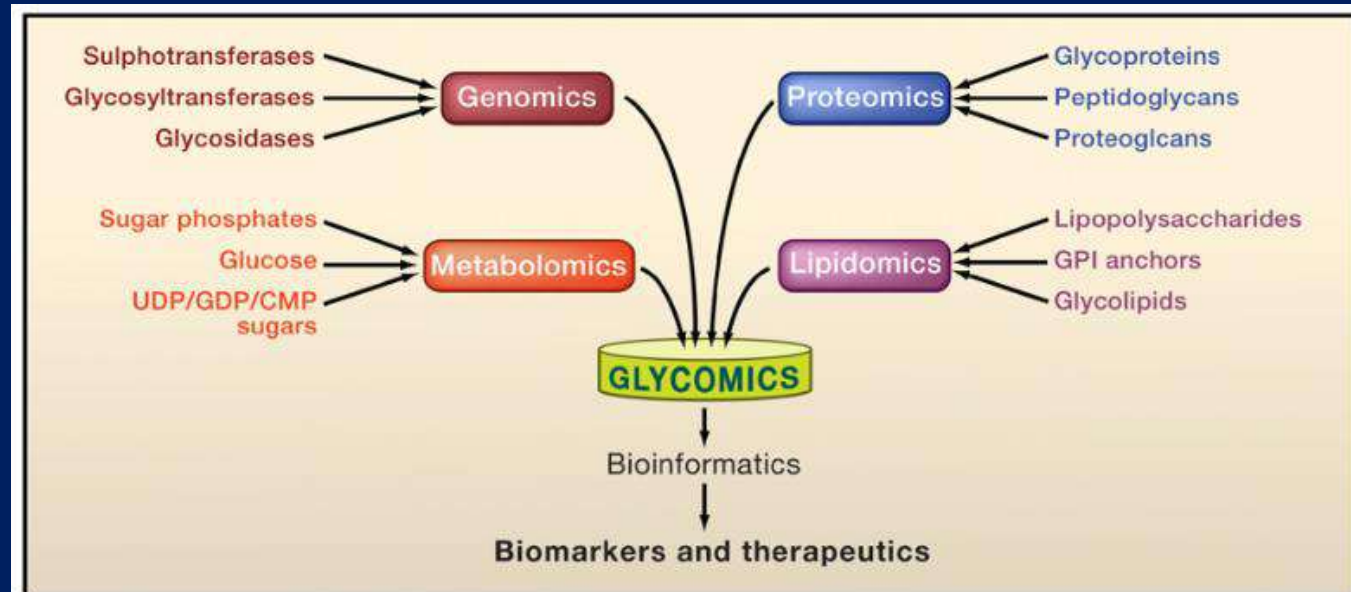 Sulphotransferases
Glycosyltransferases
Glycosidases
Genomics
Proteomics
Glycoproteins
Peptidoglycans
Proteoglcans
Sugar phosphates
Glucose
UDP/GDP/CMP
sugars
Metabolomics
Lipidomics
Lipopolysaccharides
GPI anchors
Glycolipids
GLYCOMICS
Bioinformatics
Biomarkers and therapeutics